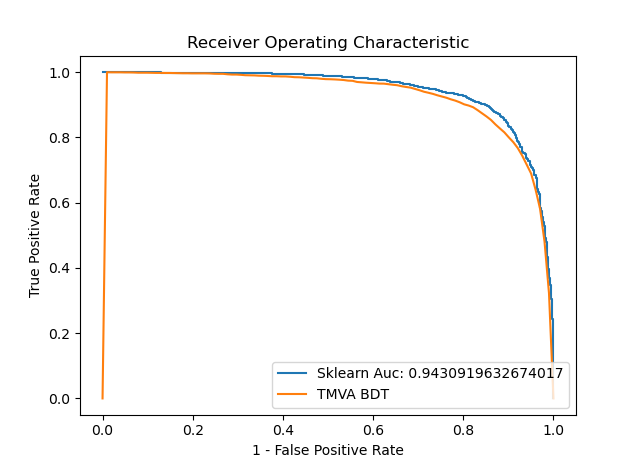 Receiver Operating Characteristic
True Positive Rate
1.0
0.8
0.6
0.4
0.2
0.0
Sklearn Auc: 0.9430919632674017
TMVA BDT
0.0 0.2 0.4 0.6 0.8 1.0
1 - False Positive Rate